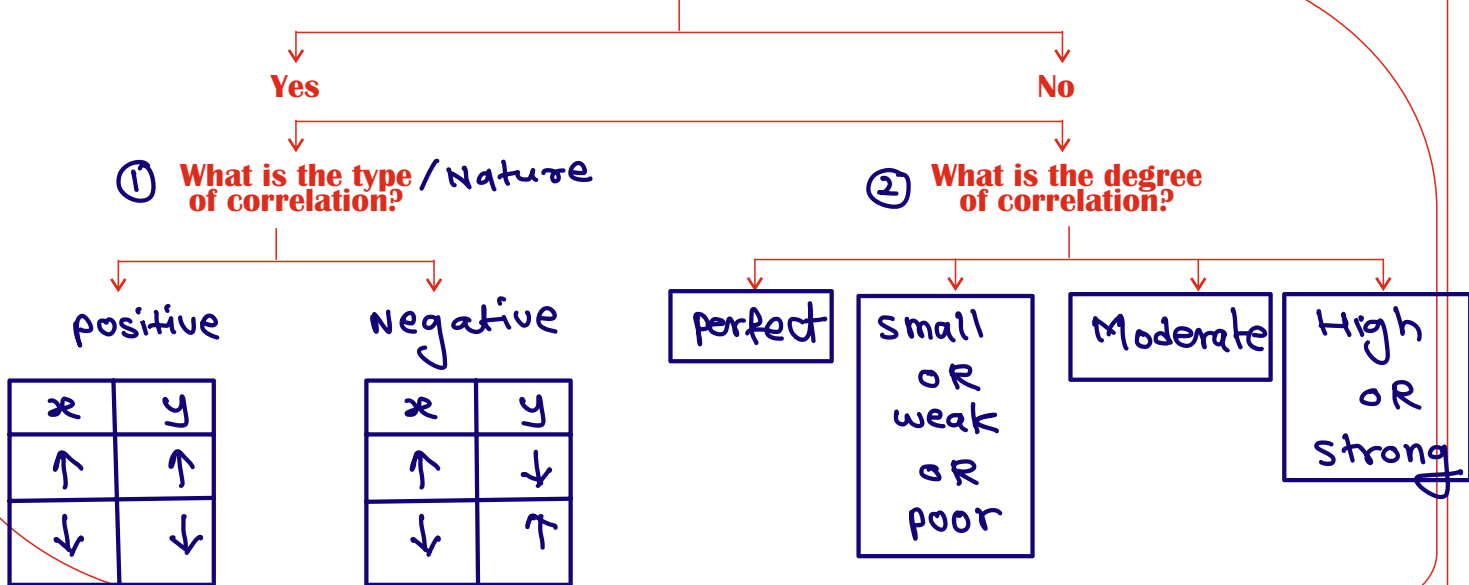 Yes
No
① What is the type / Nature
of correlation?
② What is the degree
of correlation?
positive
Negative
perfect
small
OR
weak
OR
poor
Moderate
High
OR
strong
x y
↑ ↑
↓ ↓
x y
↑ ↓
↓ ↑